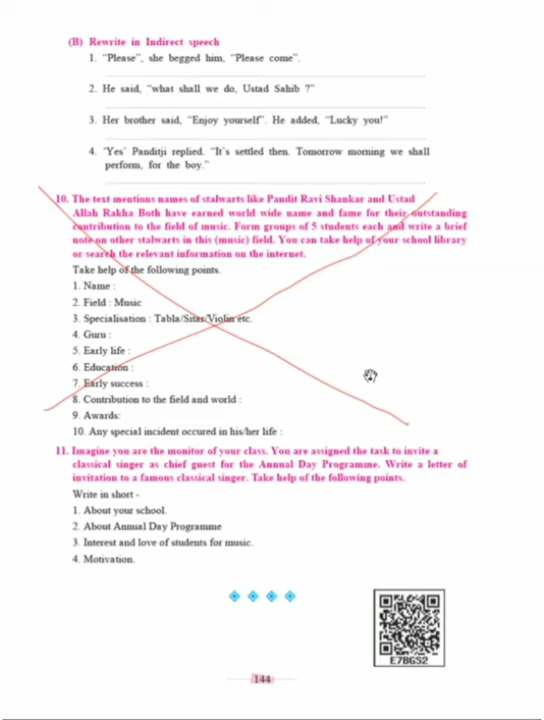 (B) Rewrite in Indirect speech
1. “Please”, she begged him, “Please come”.
2. He said, “what shall we do, Ustad Sahib ?”
3. Her brother said, “Enjoy yourself”. He added, “Lucky you!”
4. ‘Yes’ Panditji replied. “It’s settled then. Tomorrow morning we shall
perform, for the boy.”
10. The text mentions names of stalwarts like Pandit Ravi Shankar and Ustad
Allah Rakha Both have earned world wide name and fame for their outstanding
contribution to the field of music. Form groups of 5 students each and write a brief
note on other stalwarts in this (music) field. You can take help of your school library
or search the relevant information on the internet.
Take help of the following points.
1. Name :
2. Field : Music
3. Specialisation : Tabla/Sitar/Violin etc.
4. Guru :
5. Early life :
6. Education :
7. Early success :
8. Contribution to the field and world :
9. Awards:
10. Any special incident occured in his/her life :
11. Imagine you are the monitor of your class. You are assigned the task to invite a
classical singer as chief guest for the Annual Day Programme. Write a letter of
invitation to a famous classical singer. Take help of the following points.
Write in short -
1. About your school.
2. About Annual Day Programme
3. Interest and love of students for music.
4. Motivation.
E7BGS2
144